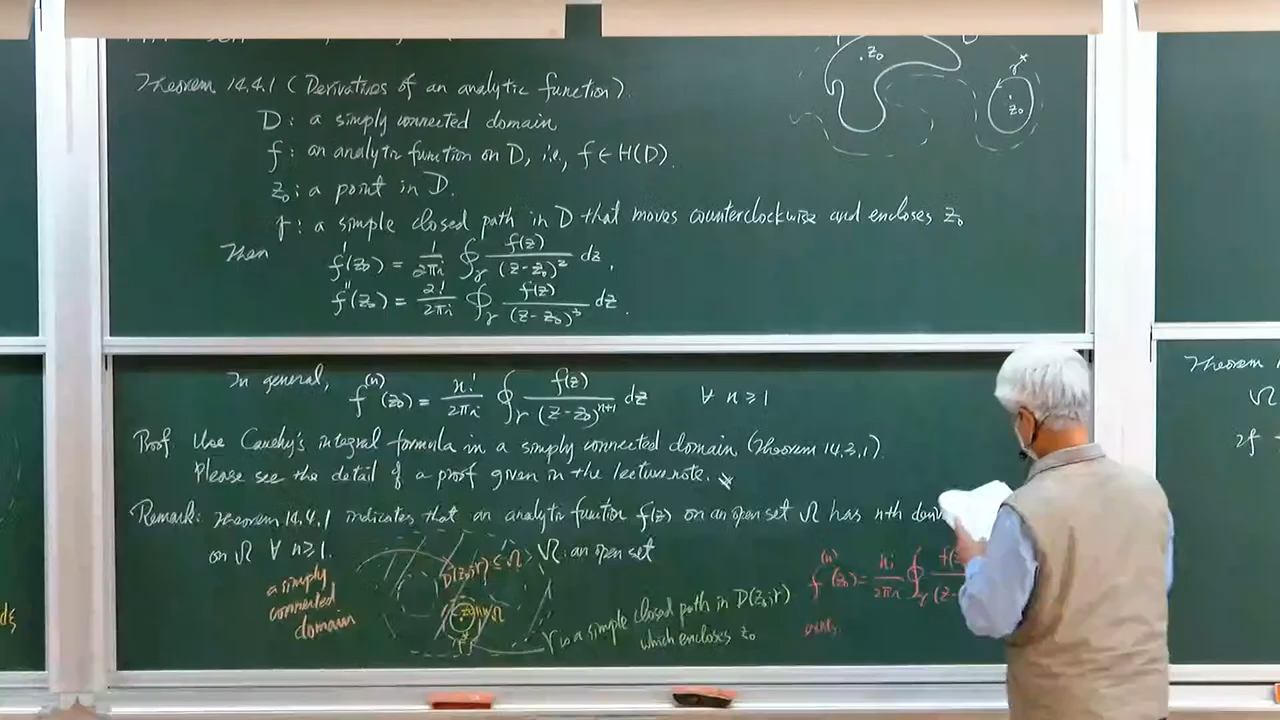 Theorem 14.4.1 (Derivatives of an analytic function).
D: a simply connected domain
f: an analytic function on D, i.e., f ∈ H(D).
z₀: a point in D.
γ: a simple closed path in D that moves counterclockwise and encloses z₀
Then f'(z₀) = 1/2πi ∮_γ f(z)/(z-z₀)² dz,
f''(z₀) = 2!/2πi ∮_γ f(z)/(z-z₀)³ dz.
z₀
γ*
z₀
In general, f^(n)(z₀) = n!/2πi ∮_γ f(z)/(z-z₀)^(n+1) dz ∀ n ≥ 1
Proof Use Cauchy's integral formula in a simply connected domain (Theorem 14.3.1).
Please see the detail of a proof given in the lecture note.
Remark: Theorem 14.4.1 indicates that an analytic function f(z) on an open set Ω has nth
on Ω ∀ n ≥ 1.
D(z₀;r) ⊆ Ω
Ω: an open set
a simply
connected
domain
z₀
Ω
γ is a simple closed path in D(z₀;r)
which encloses z₀
f^(n)(z₀) =
∮_γ
Theorem
Ω
If
dξ